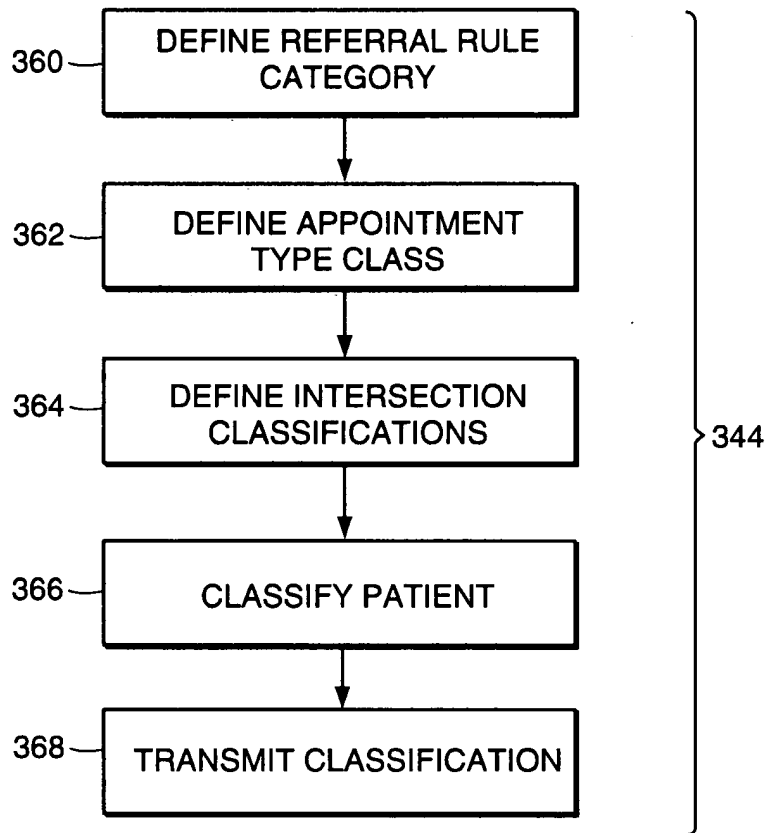 360
DEFINE REFERRAL RULE
CATEGORY
362
DEFINE APPOINTMENT
TYPE CLASS
364
DEFINE INTERSECTION
CLASSIFICATIONS
344
366
CLASSIFY PATIENT
368
TRANSMIT CLASSIFICATION